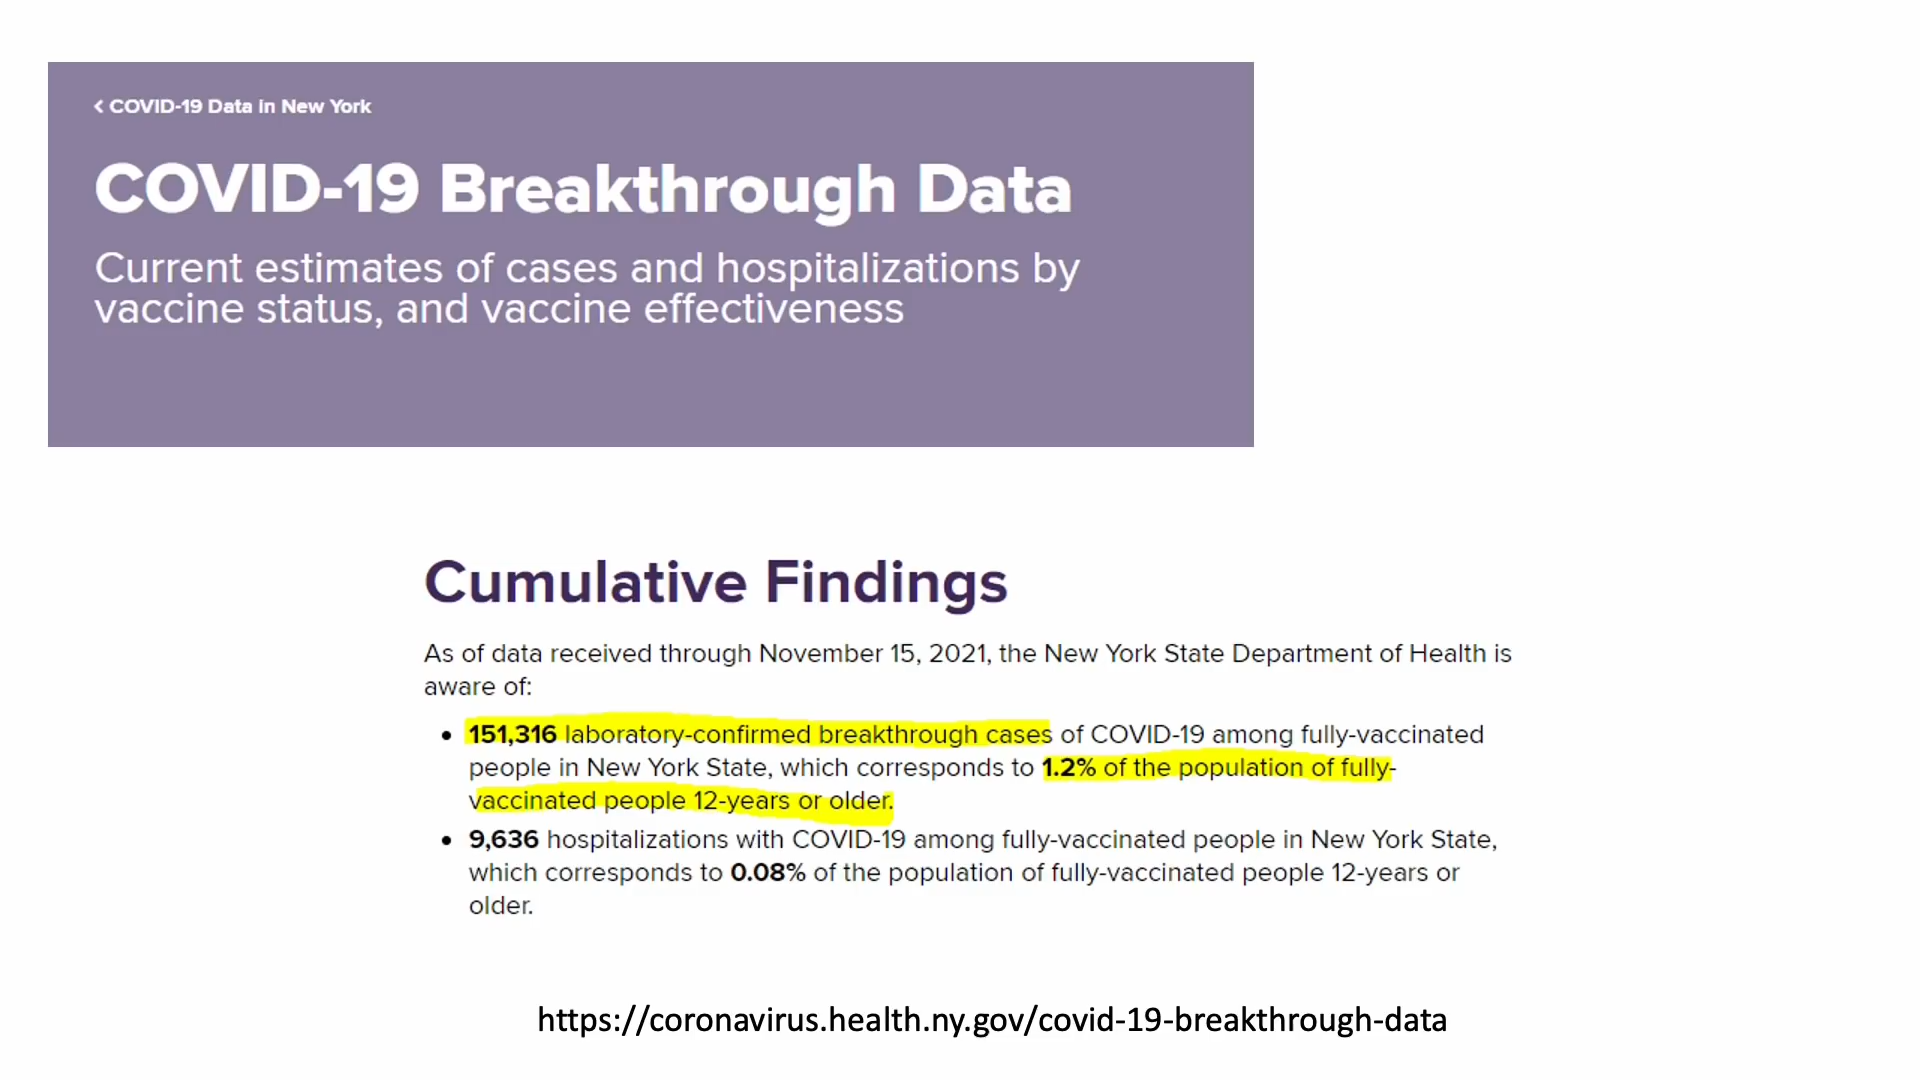 < COVID-19 Data in New York
COVID-19 Breakthrough Data
Current estimates of cases and hospitalizations by
vaccine status, and vaccine effectiveness
Cumulative Findings
As of data received through November 15, 2021, the New York State Department of Health is
aware of:
• 151,316 laboratory-confirmed breakthrough cases of COVID-19 among fully-vaccinated
people in New York State, which corresponds to 1.2% of the population of fully-
vaccinated people 12-years or older.
• 9,636 hospitalizations with COVID-19 among fully-vaccinated people in New York State,
which corresponds to 0.08% of the population of fully-vaccinated people 12-years or
older.
https://coronavirus.health.ny.gov/covid-19-breakthrough-data